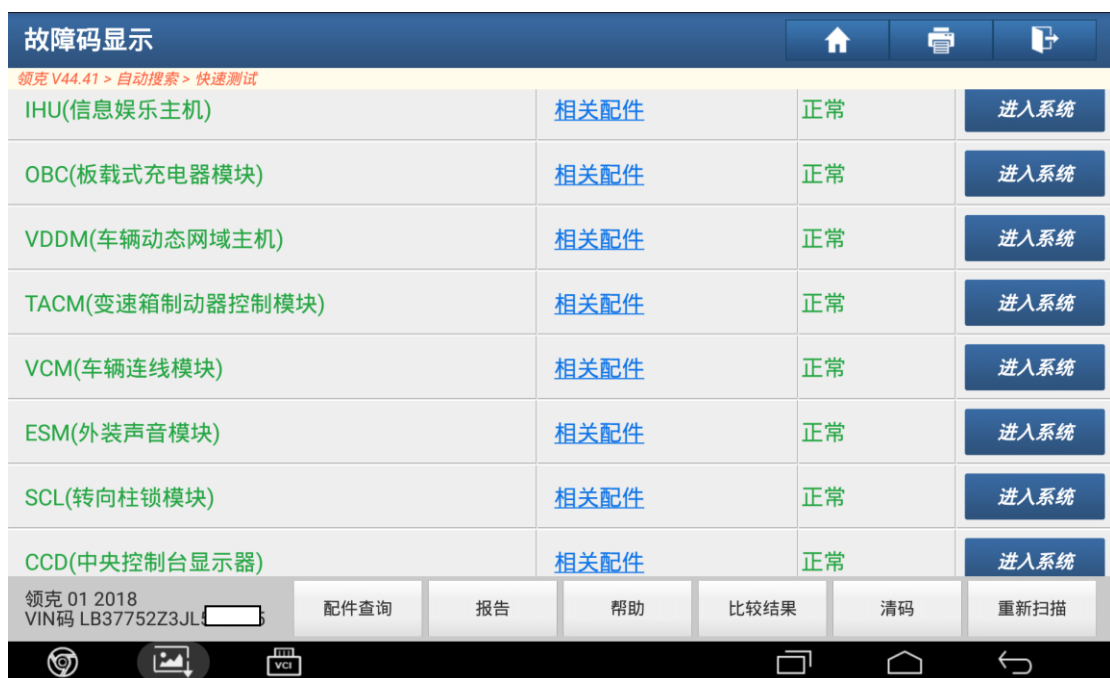 故障码显示
领克 V44.41 > 自动搜索 > 快速测试
IHU(信息娱乐主机) 相关配件 正常 进入系统
OBC(板载式充电器模块) 相关配件 正常 进入系统
VDDM(车辆动态网域主机) 相关配件 正常 进入系统
TACM(变速箱制动器控制模块) 相关配件 正常 进入系统
VCM(车辆连线模块) 相关配件 正常 进入系统
ESM(外装声音模块) 相关配件 正常 进入系统
SCL(转向柱锁模块) 相关配件 正常 进入系统
CCD(中央控制台显示器) 相关配件 正常 进入系统
领克 01 2018
VIN码 LB37752Z3JL
配件查询 报告 帮助 比较结果 清码 重新扫描
VCI